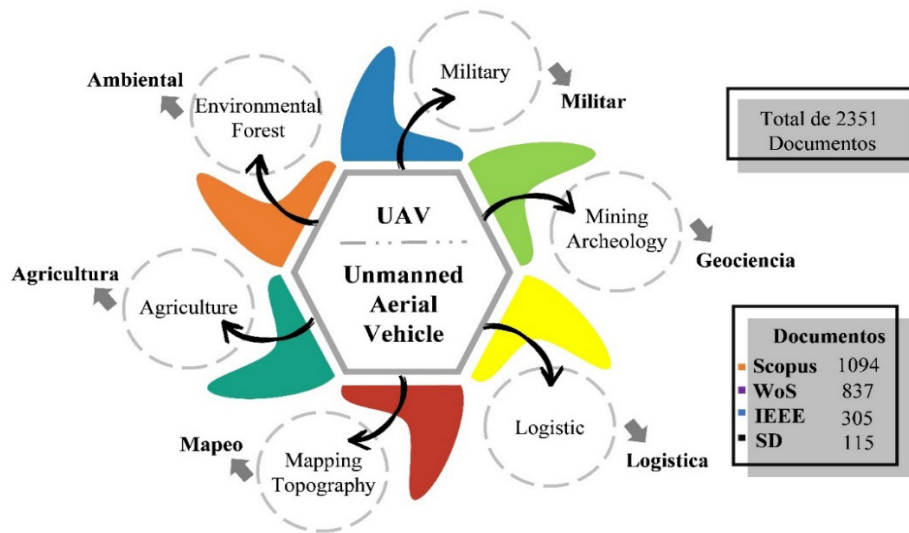 Military
Militar
Ambiental
Environmental
Forest
Total de 2351
Documentos
UAV
Unmanned
Aerial
Vehicle
Mining
Archeology
Geociencia
Agricultura
Agriculture
Documentos
Scopus 1094
WoS 837
IEEE 305
SD 115
Logistic
Logistica
Mapeo
Mapping
Topography